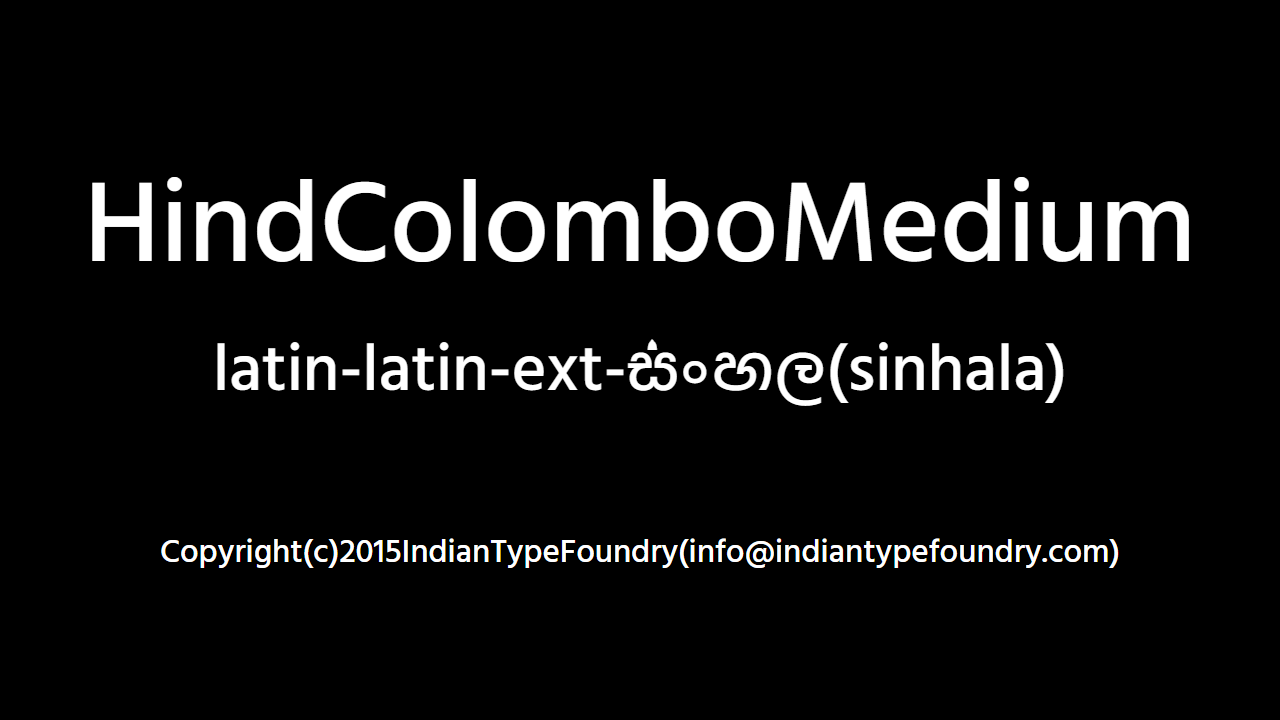 HindColomboMedium
latin-latin-ext-සිංහල(sinhala)
Copyright(c)2015IndianTypeFoundry(info@indiantypefoundry.com)